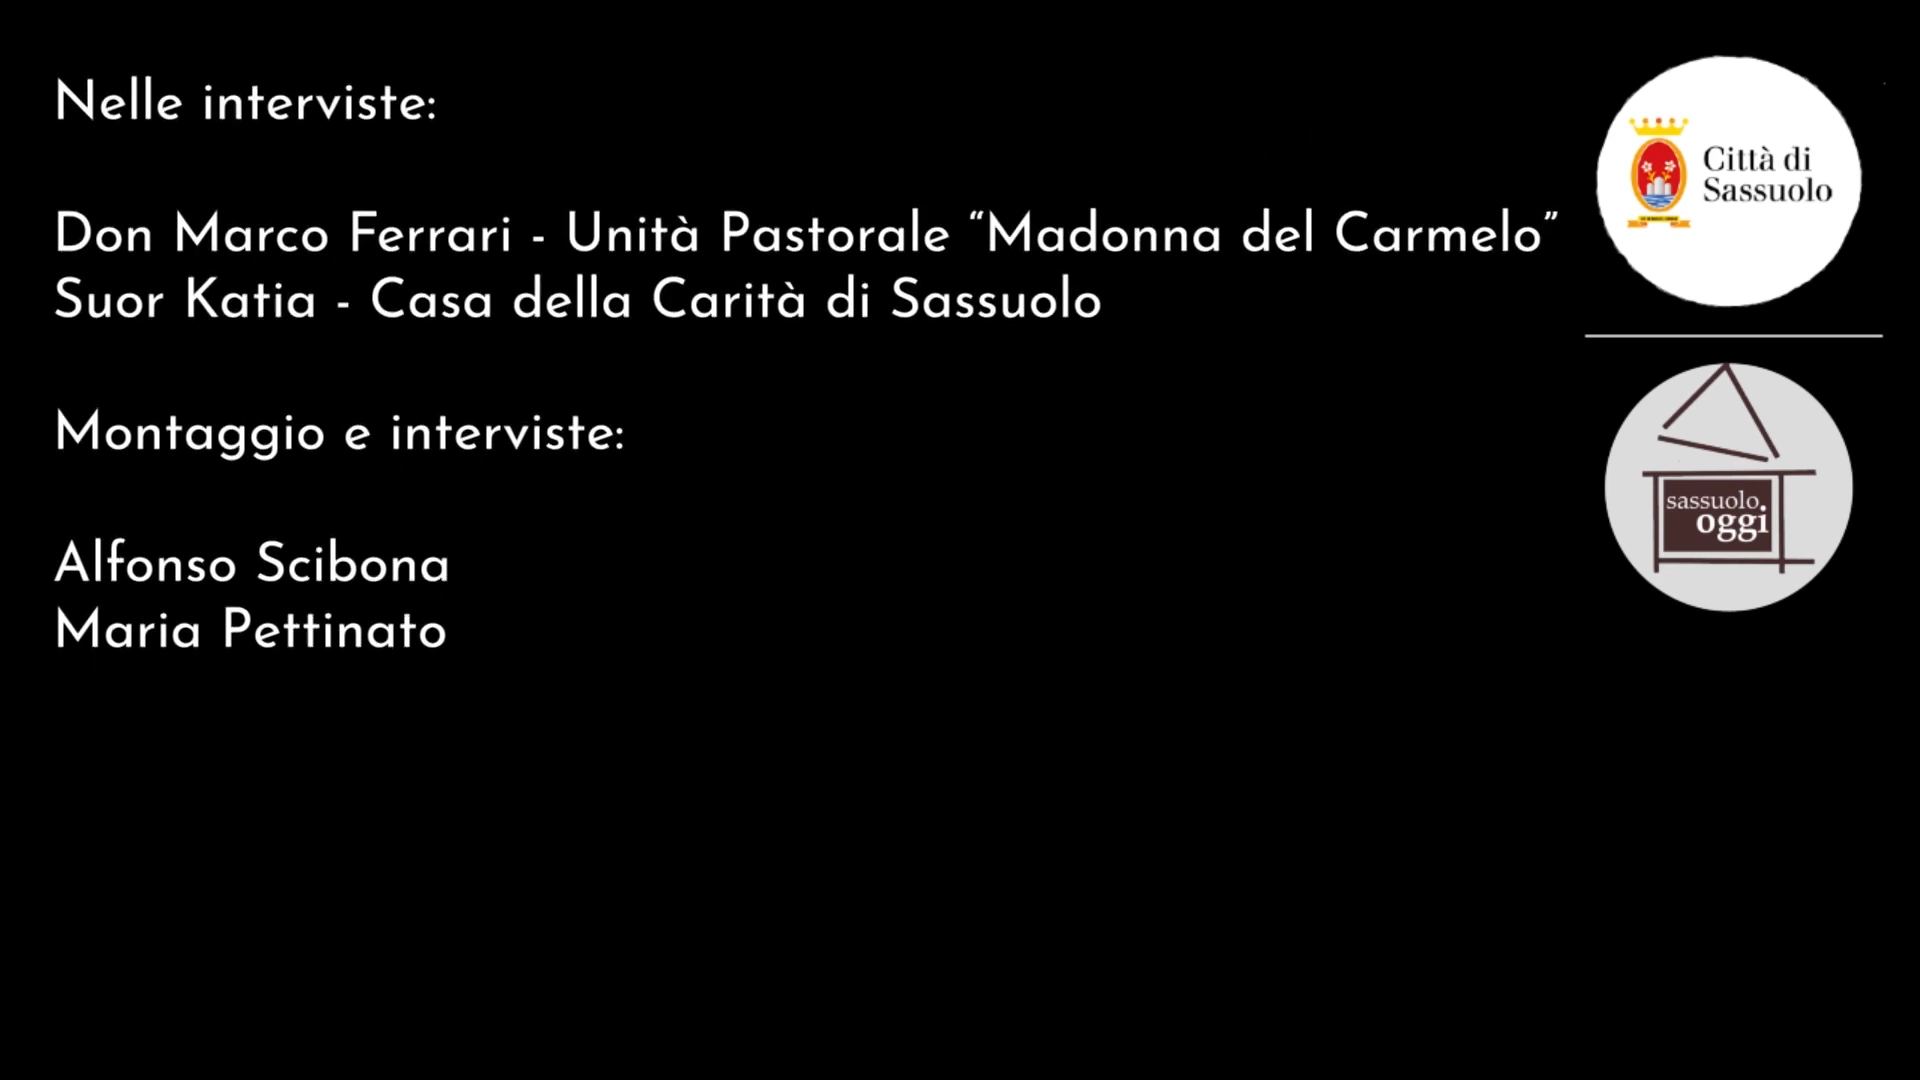 Nelle interviste:
Don Marco Ferrari - Unità Pastorale “Madonna del Carmelo”
Suor Katia - Casa della Carità di Sassuolo
Montaggio e interviste:
Alfonso Scibona
Maria Pettinato
Città di
Sassuolo
sassuolo
oggi